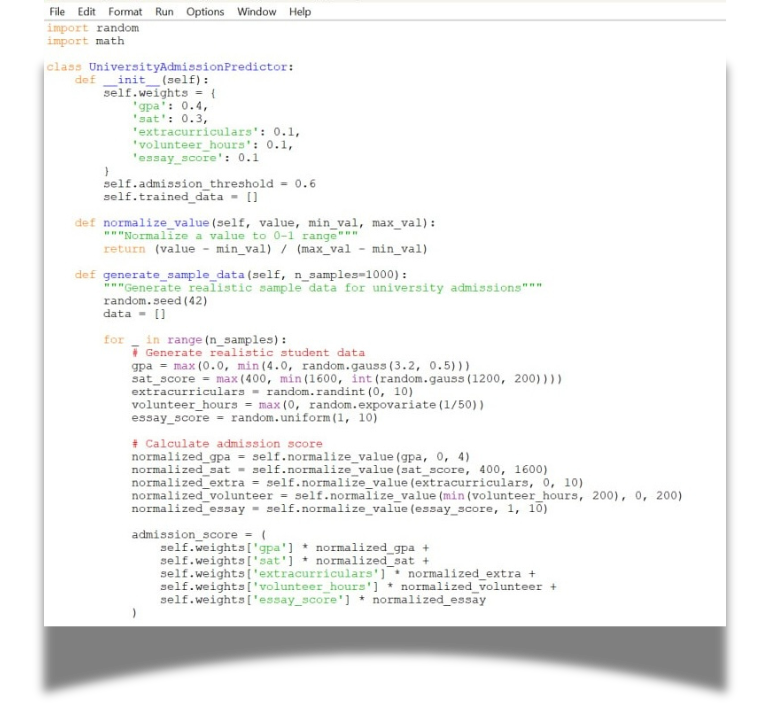 File Edit Format Run Options Window Help
import random
import math
class UniversityAdmissionPredictor:
    def __init__(self):
        self.weights = {
            'gpa': 0.4,
            'sat': 0.3,
            'extracurriculars': 0.1,
            'volunteer_hours': 0.1,
            'essay_score': 0.1
        }
        self.admission_threshold = 0.6
        self.trained_data = []
    def normalize_value(self, value, min_val, max_val):
        """Normalize a value to 0-1 range"""
        return (value - min_val) / (max_val - min_val)
    def generate_sample_data(self, n_samples=1000):
        """Generate realistic sample data for university admissions"""
        random.seed(42)
        data = []
        for _ in range(n_samples):
            # Generate realistic student data
            gpa = max(0.0, min(4.0, random.gauss(3.2, 0.5)))
            sat_score = max(400, min(1600, int(random.gauss(1200, 200))))
            extracurriculars = random.randint(0, 10)
            volunteer_hours = max(0, random.expovariate(1/50))
            essay_score = random.uniform(1, 10)
            # Calculate admission score
            normalized_gpa = self.normalize_value(gpa, 0, 4)
            normalized_sat = self.normalize_value(sat_score, 400, 1600)
            normalized_extra = self.normalize_value(extracurriculars, 0, 10)
            normalized_volunteer = self.normalize_value(min(volunteer_hours, 200), 0, 200)
            normalized_essay = self.normalize_value(essay_score, 1, 10)
            admission_score = (
                self.weights['gpa'] * normalized_gpa +
                self.weights['sat'] * normalized_sat +
                self.weights['extracurriculars'] * normalized_extra +
                self.weights['volunteer_hours'] * normalized_volunteer +
                self.weights['essay_score'] * normalized_essay
            )